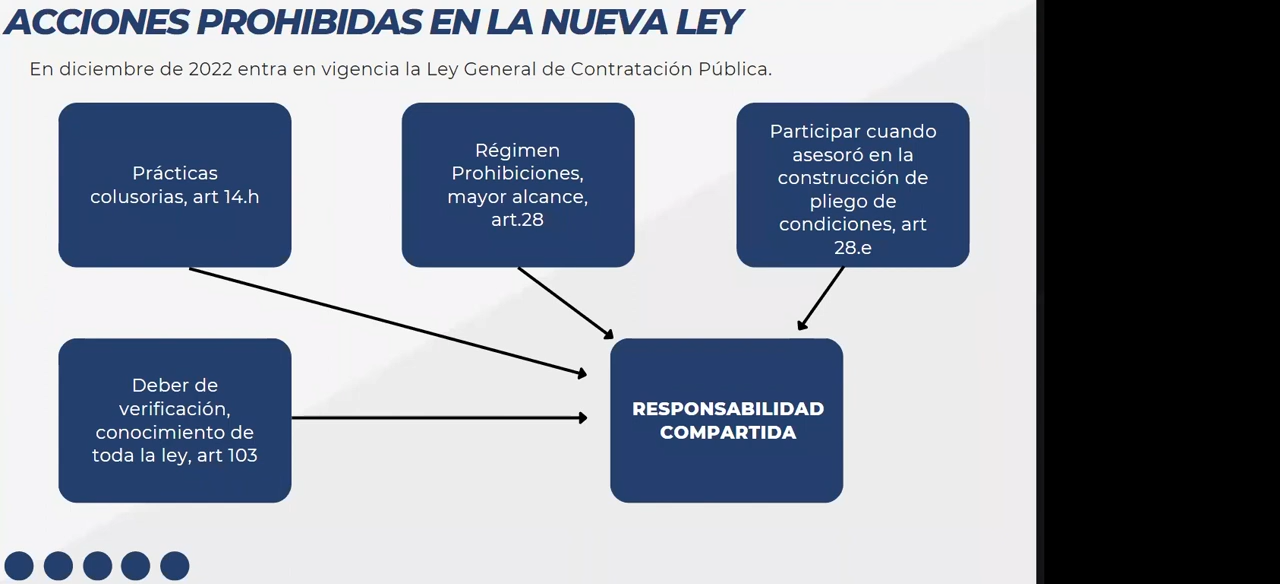 ACCIONES PROHIBIDAS EN LA NUEVA LEY
En diciembre de 2022 entra en vigencia la Ley General de Contratación Pública.
Prácticas
colusorias, art 14.h
Régimen
Prohibiciones,
mayor alcance,
art.28
Participar cuando
asesoró en la
construcción de
pliego de
condiciones, art
28.e
Deber de
verificación,
conocimiento de
toda la ley, art 103
RESPONSABILIDAD
COMPARTIDA